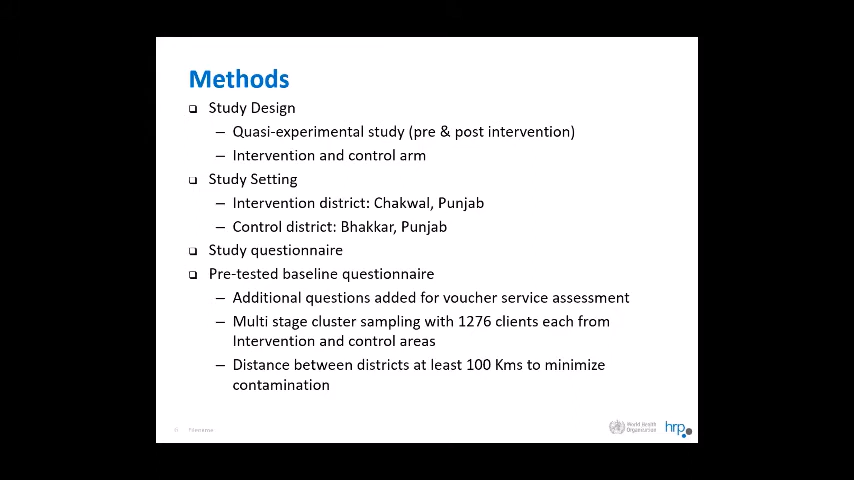 Methods
Study Design
– Quasi-experimental study (pre & post intervention)
– Intervention and control arm
Study Setting
– Intervention district: Chakwal, Punjab
– Control district: Bhakkar, Punjab
Study questionnaire
Pre-tested baseline questionnaire
– Additional questions added for voucher service assessment
– Multi stage cluster sampling with 1276 clients each from
Intervention and control areas
– Distance between districts at least 100 Kms to minimize
contamination
Filename
World Health
Organization
hrp